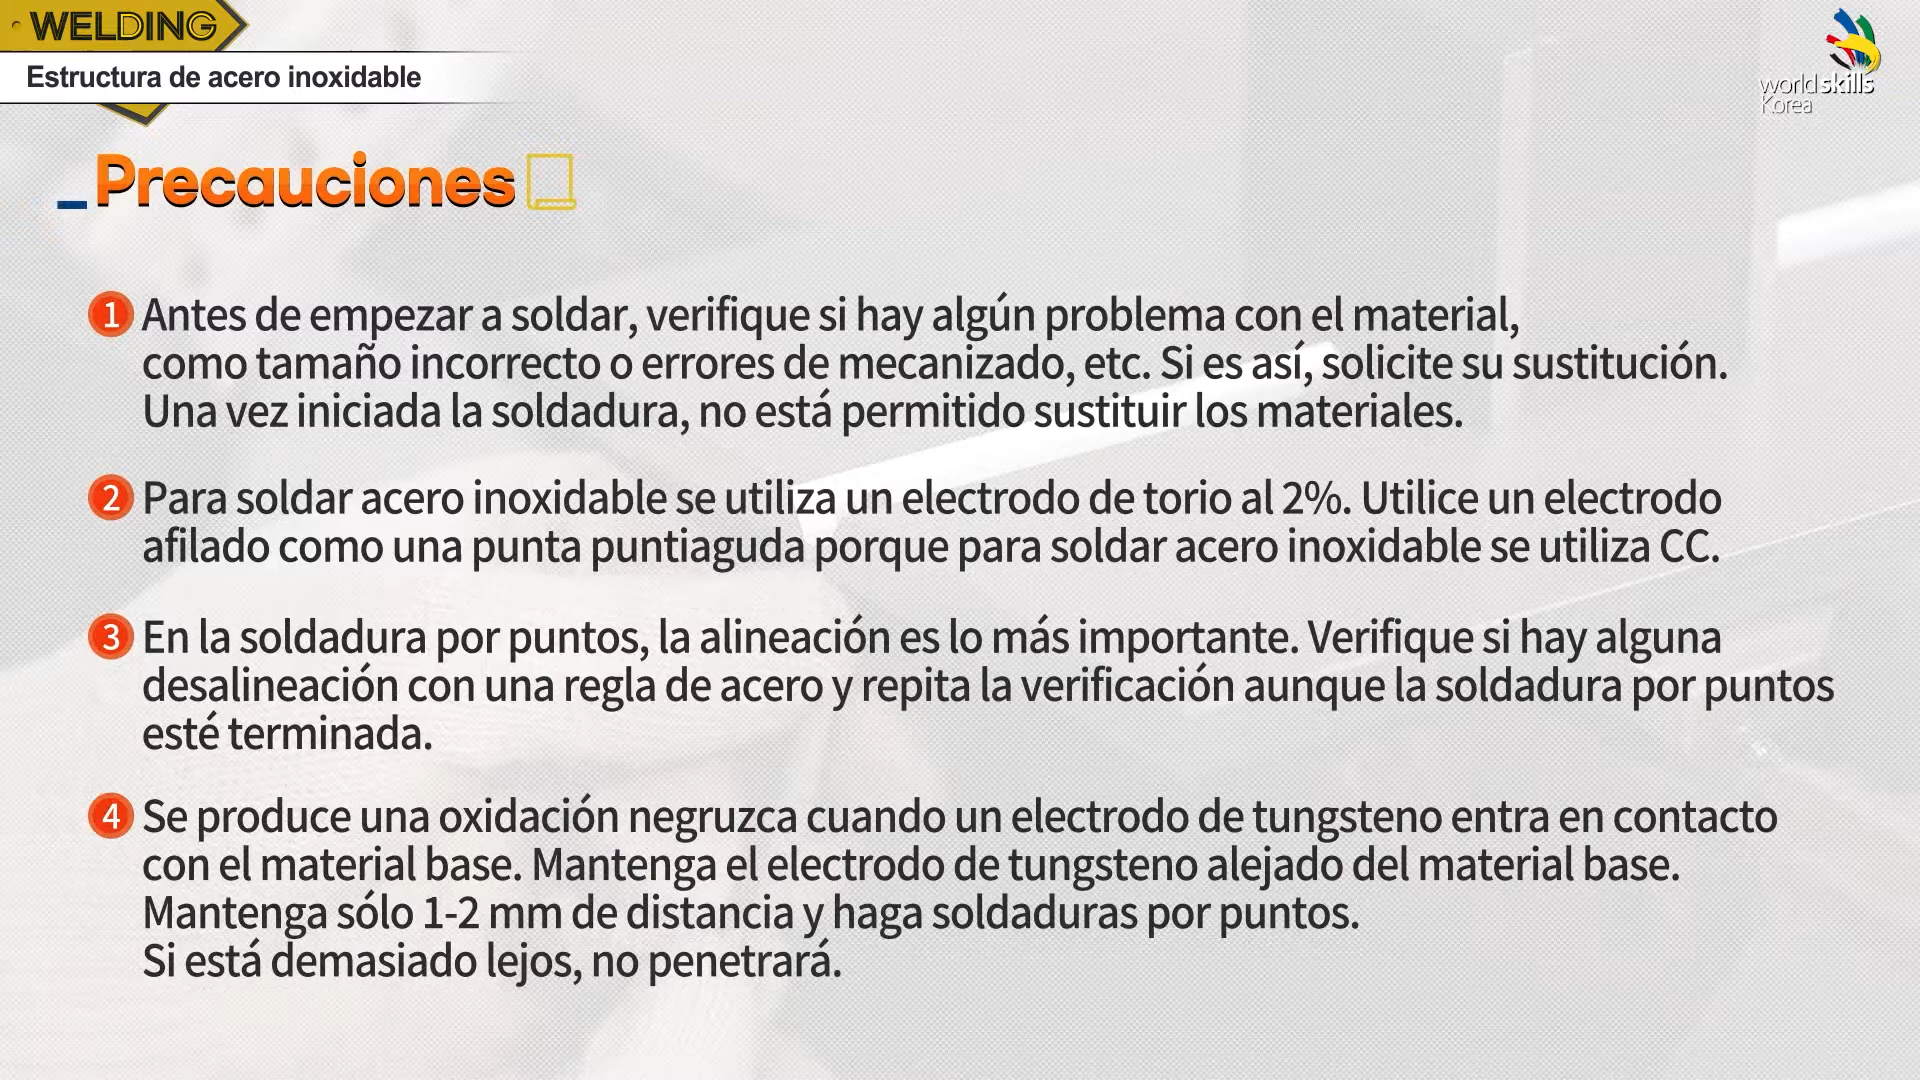 WELDING
Estructura de acero inoxidable
worldskills
Korea
Precauciones
1 Antes de empezar a soldar, verifique si hay algún problema con el material,
como tamaño incorrecto o errores de mecanizado, etc. Si es así, solicite su sustitución.
Una vez iniciada la soldadura, no está permitido sustituir los materiales.
2 Para soldar acero inoxidable se utiliza un electrodo de torio al 2%. Utilice un electrodo
afilado como una punta puntiaguda porque para soldar acero inoxidable se utiliza CC.
3 En la soldadura por puntos, la alineación es lo más importante. Verifique si hay alguna
desalineación con una regla de acero y repita la verificación aunque la soldadura por puntos
esté terminada.
4 Se produce una oxidación negruzca cuando un electrodo de tungsteno entra en contacto
con el material base. Mantenga el electrodo de tungsteno alejado del material base.
Mantenga sólo 1-2 mm de distancia y haga soldaduras por puntos.
Si está demasiado lejos, no penetrará.